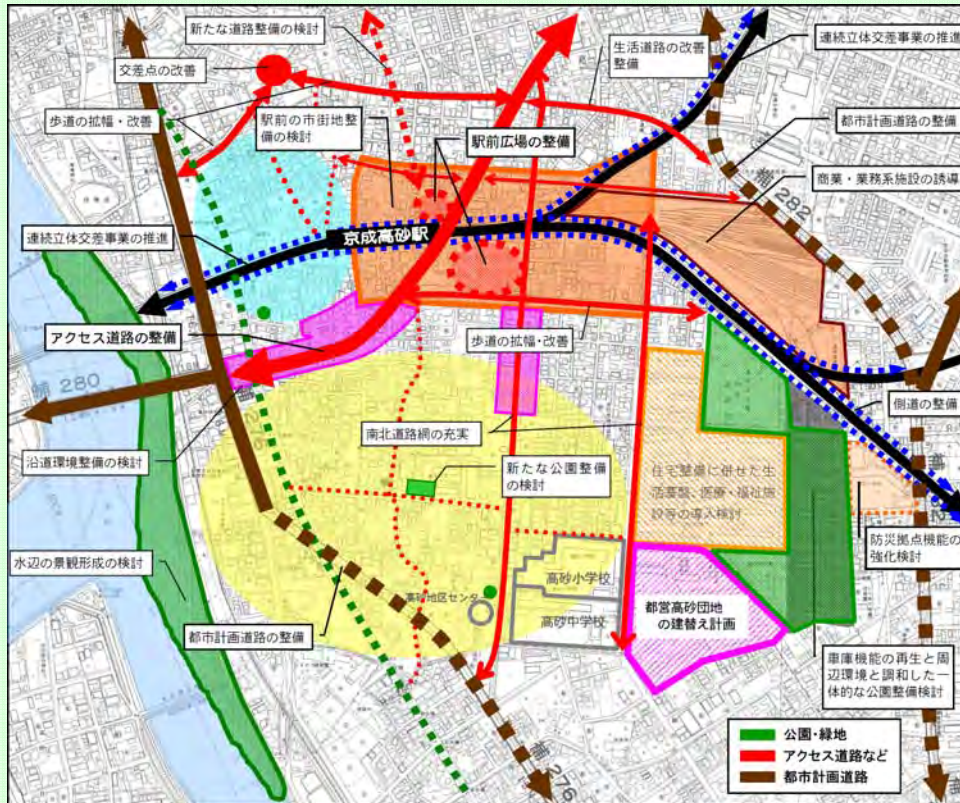 新たな道路整備の検討
交差点の改善
歩道の拡幅・改善
駅前の市街地整
備の検討
駅前広場の整備
生活道路の改善
整備
連続立体交差事業の推進
都市計画道路の整備
商業・業務系施設の誘導
補 282
連続立体交差事業の推進
京成高砂駅
アクセス道路の整備
歩道の拡幅・改善
補 280
側道の整備
南北道路網の充実
沿道環境整備の検討
新たな公園整備
の検討
住宅整備に併せた生
活基盤、医療・福祉施
設等の導入検討
防災拠点機能の
強化検討
水辺の景観形成の検討
高砂小学校
高砂地区センター
高砂中学校
都営高砂団地
の建替え計画
都市計画道路の整備
車庫機能の再生と周
辺環境と調和した一
体的な公園整備検討
補 276
公園・緑地
アクセス道路など
都市計画道路